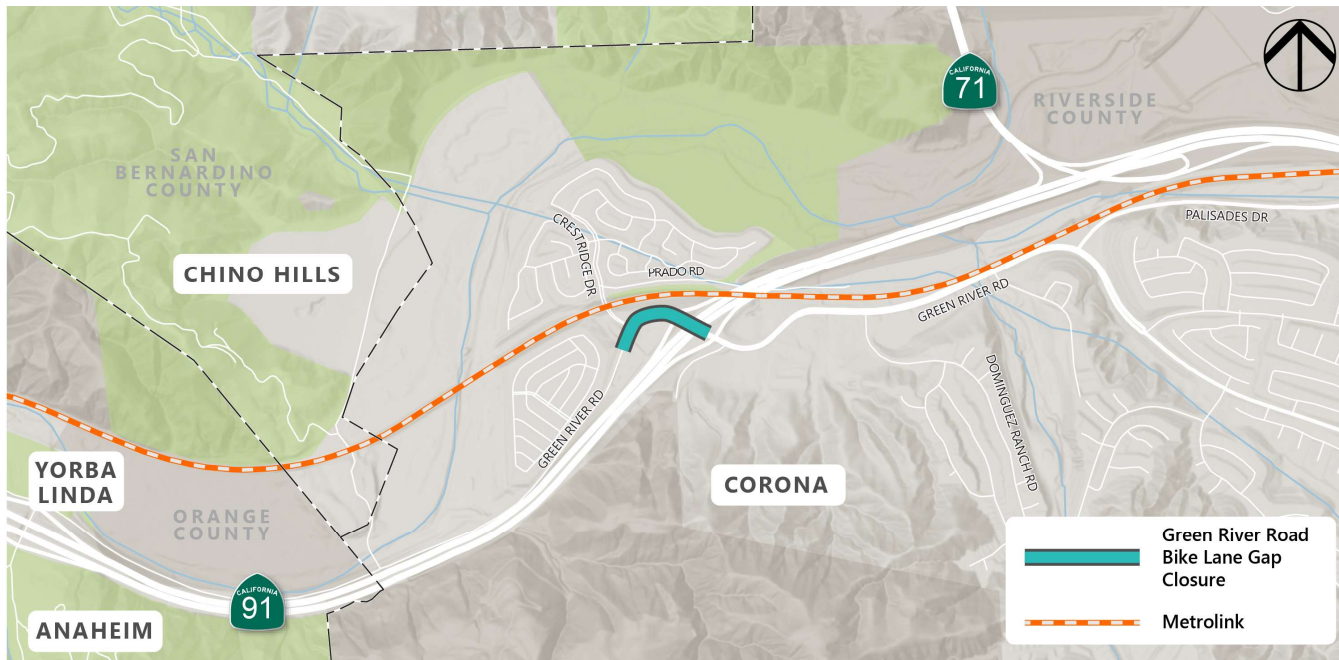 CALIFORNIA
71
RIVERSIDE
COUNTY
SAN
BERNARDINO
COUNTY
PALISADES DR
CRESTRIDGE DR
PRADO RD
CHINO HILLS
GREEN RIVER RD
DOMINGUEZ RANCH RD
GREEN RIVER RD
YORBA
LINDA
CORONA
ORANGE
COUNTY
CALIFORNIA
91
ANAHEIM
Green River Road
Bike Lane Gap
Closure
Metrolink